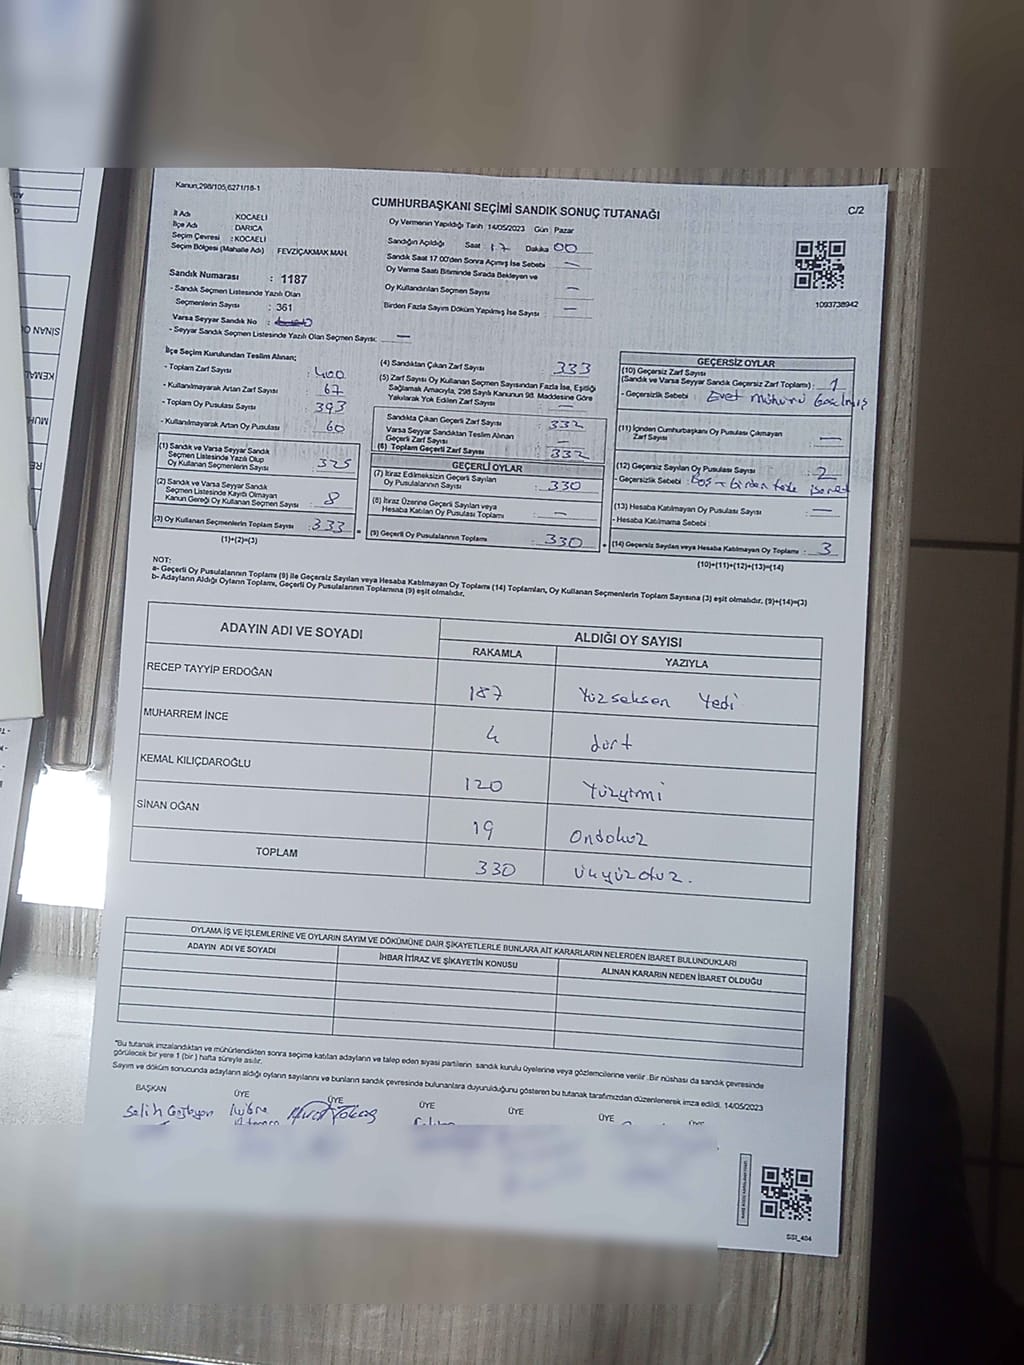 Kanun,298/105,6271/18-1
C/2
CUMHURBAŞKANI SEÇİMİ SANDIK SONUÇ TUTANAĞI
İl Adı : KOCAELİ
İlçe Adı : DARICA
Seçim Çevresi : KOCAELİ
Seçim Bölgesi (Mahalle Adı) FEVZİÇAKMAK MAH.
Sandık Numarası : 1187
- Sandık Seçmen Listesinde Yazılı Olan
Seçmenlerin Sayısı : 361
Varsa Seyyar Sandık No :
- Seyyar Sandık Seçmen Listesinde Yazılı Olan Seçmen Sayısı: —
Oy Vermenin Yapıldığı Tarih 14/05/2023 Gün Pazar
Sandığın Açıldığı Saat 17 Dakika 00
Sandık Saat 17:00'den Sonra Açımış İse Sebebi —
Oy Verme Saati Bitiminde Sırada Bekleyen ve
Oy Kullandırılan Seçmen Sayısı —
Birden Fazla Sayım Döküm Yapılmış İse Sayısı —
1093738942
İlçe Seçim Kurulundan Teslim Alınan;
- Toplam Zarf Sayısı : 400
- Kullanılmayarak Artan Zarf Sayısı : 67
- Toplam Oy Pusulası Sayısı : 393
- Kullanılmayarak Artan Oy Pusulası : 60
(1) Sandık ve Varsa Seyyar Sandık
Seçmen Listesinde Yazılı Olup
Oy Kullanan Seçmenlerin Sayısı : 325
(2) Sandık ve Varsa Seyyar Sandık
Seçmen Listesinde Kayıtlı Olmayan
Kanun Gereği Oy Kullanan Seçmen Sayısı : 8
(3) Oy Kullanan Seçmenlerin Toplam Sayısı : 333 =
(1)+(2)=(3)
(4) Sandıktan Çıkan Zarf Sayısı : 333
(5) Zarf Sayısı Oy Kullanan Seçmen Sayısından Fazla İse, Eşitliği
Sağlamak Amacıyla, 298 Sayılı Kanunun 98. Maddesine Göre
Yakılarak Yok Edilen Zarf Sayısı : —
Sandıkta Çıkan Geçerli Zarf Sayısı : 332
Varsa Seyyar Sandıktan Teslim Alınan
Geçerli Zarf Sayısı : —
(6) Toplam Geçerli Zarf Sayısı : 332
GEÇERLİ OYLAR
(7) İtiraz Edilmeksizin Geçerli Sayılan
Oy Pusulalarının Sayısı : 330
(8) İtiraz Üzerine Geçerli Sayılan veya
Hesaba Katılan Oy Pusulası Toplamı : —
(9) Geçerli Oy Pusulalarının Toplamı : 330 +
GEÇERSİZ OYLAR
(10) Geçersiz Zarf Sayısı
(Sandık ve Varsa Seyyar Sandık Geçersiz Zarf Toplamı) : 1
- Geçersizlik Sebebi : Evet Mührü
(11) İçinden Cumhurbaşkanı Oy Pusulası Çıkmayan
Zarf Sayısı : —
(12) Geçersiz Sayılan Oy Pusulası Sayısı : 2
- Geçersizlik Sebebi : Boş - birden fazla işaret
(13) Hesaba Katılmayan Oy Pusulası Sayısı : —
- Hesaba Katılmama Sebebi :
(14) Geçersiz Sayılan veya Hesaba Katılmayan Oy Toplamı : 3
(10)+(11)+(12)+(13)=(14)
NOT:
a- Geçerli Oy Pusulalarının Toplamı (9) ile Geçersiz Sayılan veya Hesaba Katılmayan Oy Toplamı (14) Toplamları, Oy Kullanan Seçmenlerin Toplam Sayısına (3) eşit olmalıdır. (9)+(14)=(3)
b- Adayların Aldığı Oyların Toplamı, Geçerli Oy Pusulalarının Toplamına (9) eşit olmalıdır.
ADAYIN ADI VE SOYADI ALDIĞI OY SAYISI
RAKAMLA YAZIYLA
RECEP TAYYİP ERDOĞAN 187 Yüzseksen Yedi
MUHARREM İNCE 4 dört
KEMAL KILIÇDAROĞLU 120 Yüzyirmi
SİNAN OĞAN 19 Ondokuz
TOPLAM 330 üçyüzotuz.
OYLAMA İŞ VE İŞLEMLERİNE VE OYLARIN SAYIM VE DÖKÜMÜNE DAİR ŞİKAYETLERLE BUNLARA AİT KARARLARIN NELERDEN İBARET BULUNDUKLARI
ADAYIN ADI VE SOYADI İHBAR İTİRAZ VE ŞİKAYETİN KONUSU ALINAN KARARIN NEDEN İBARET OLDUĞU
*Bu tutanak imzalandıktan ve mühürlendikten sonra seçime katılan adayların ve talep eden siyasi partilerin sandık kurulu üyelerine veya gözlemcilerine verilir. Bir nüshası da sandık çevresinde
görülecek bir yere 1 (bir) hafta süreyle asılır.
Sayım ve döküm sonucunda adayların aldığı oyların sayılarını ve bunların sandık çevresinde bulunanlara duyurulduğunu gösteren bu tutanak tarafımızdan düzenlenerek imza edildi. 14/05/2023
BAŞKAN ÜYE ÜYE ÜYE ÜYE ÜYE ÜYE
Salih
SSI_404
SİNAN
KEMAL
MUH
RE